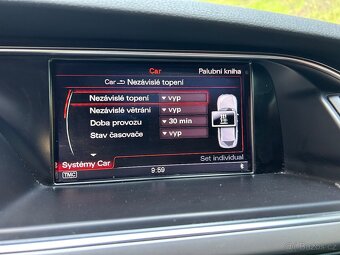 Car
Palubní kniha
Car Nezávislé topení
Nezávislé topení vyp
Nezávislé větrání vyp
Doba provozu 30 min
Stav časovače vyp
Systémy Car
Set individual
TMC
9:59